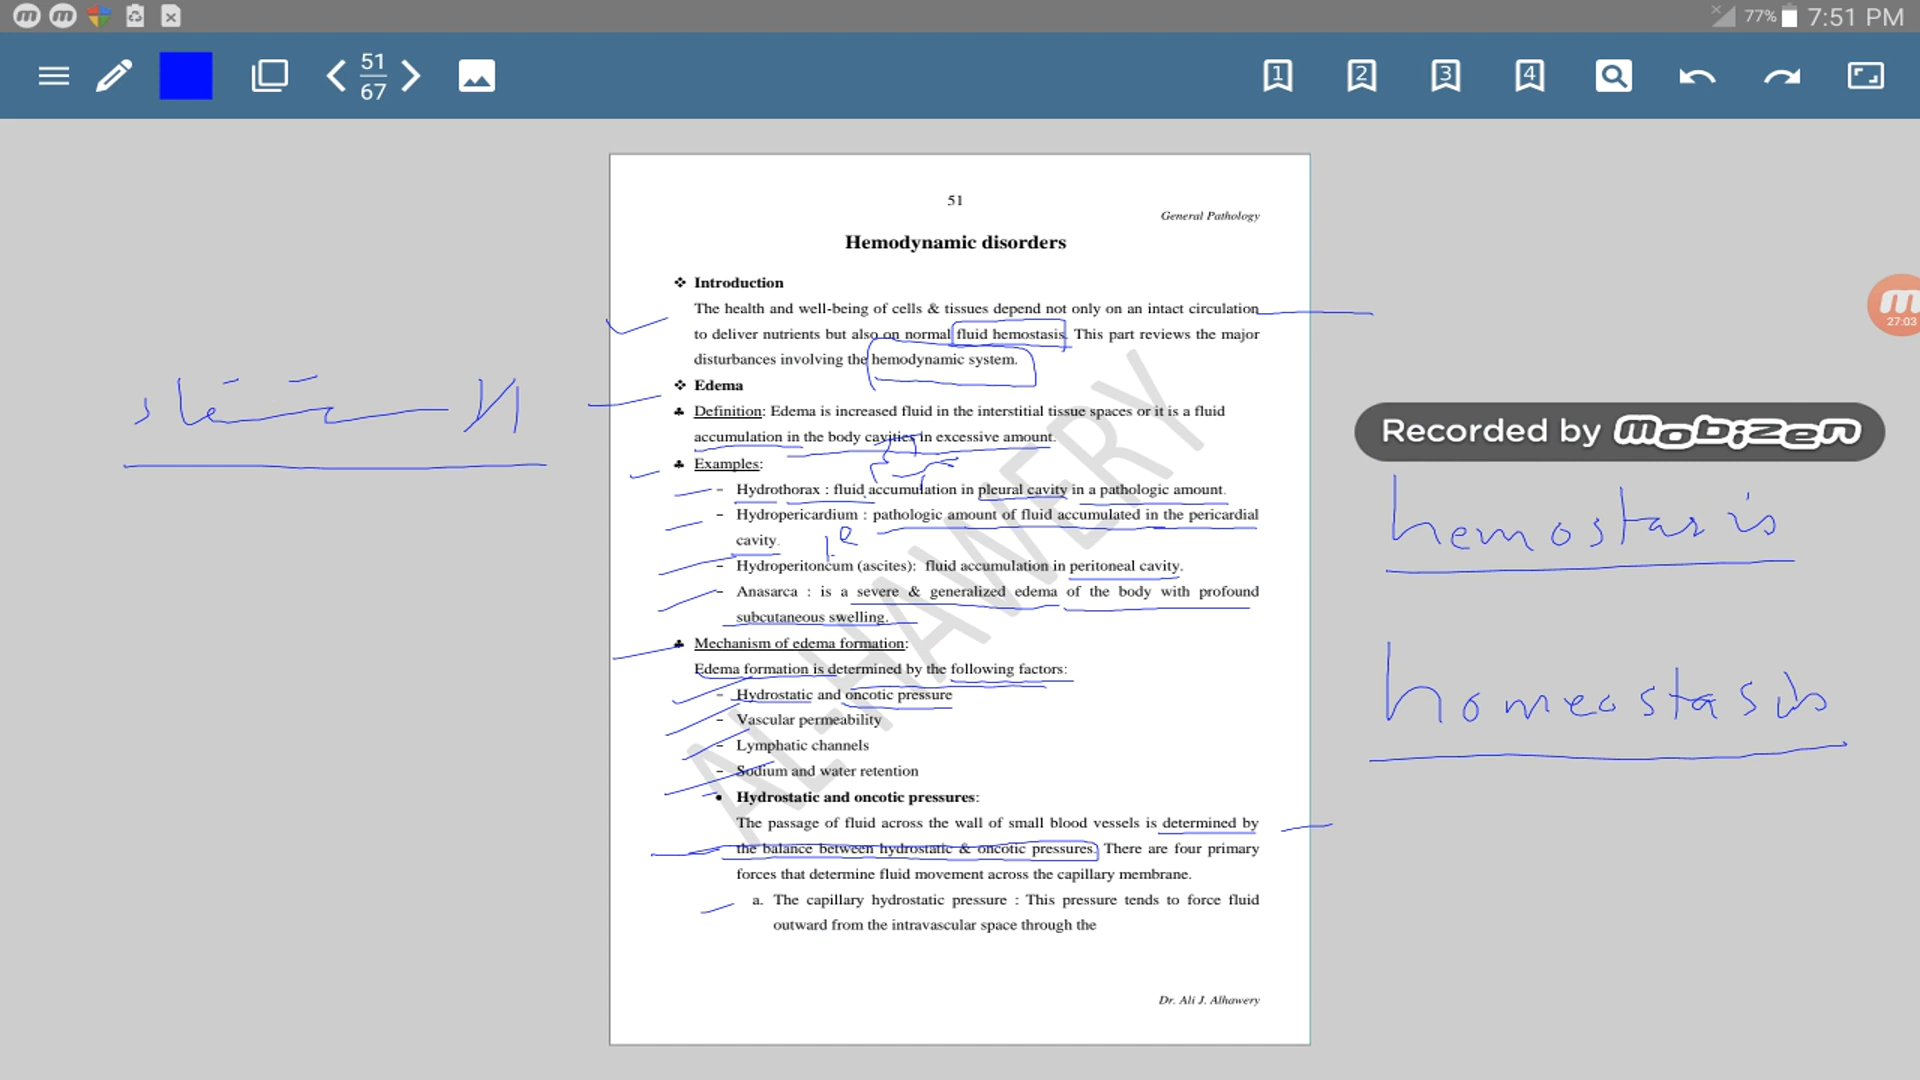 77% 7:51 PM
51
67
1 2 3 4
51
General Pathology
Hemodynamic disorders
❖ Introduction
The health and well-being of cells & tissues depend not only on an intact circulation
to deliver nutrients but also on normal fluid hemostasis. This part reviews the major
disturbances involving the hemodynamic system.
❖ Edema
♣ Definition: Edema is increased fluid in the interstitial tissue spaces or it is a fluid
accumulation in the body cavities in excessive amount.
♣ Examples:
- Hydrothorax : fluid accumulation in pleural cavity in a pathologic amount.
- Hydropericardium : pathologic amount of fluid accumulated in the pericardial
cavity.
- Hydroperitoncum (ascites): fluid accumulation in peritoneal cavity.
- Anasarca : is a severe & generalized edema of the body with profound
subcutaneous swelling.
♣ Mechanism of edema formation:
Edema formation is determined by the following factors:
- Hydrostatic and oncotic pressure
- Vascular permeability
- Lymphatic channels
- Sodium and water retention
• Hydrostatic and oncotic pressures:
The passage of fluid across the wall of small blood vessels is determined by
the balance between hydrostatic & oncotic pressures. There are four primary
forces that determine fluid movement across the capillary membrane.
a. The capillary hydrostatic pressure : This pressure tends to force fluid
outward from the intravascular space through the
Dr. Ali J. Alhawery
AL-HAWERY
27:03
Recorded by mobizen
hemostasis
homeostasis